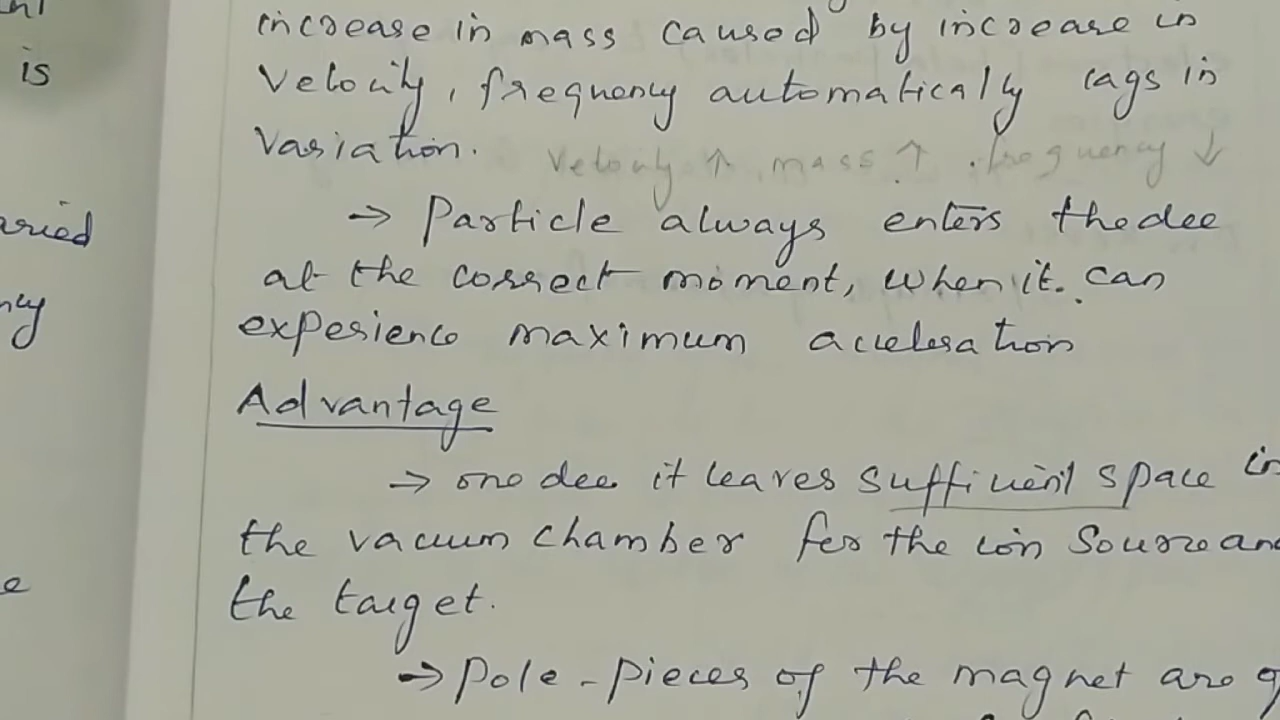 is
increase in mass caused by increase in
Velocity, frequency automatically lags in
Variation.
Velocity ↑ mass ↑ frequency ↓
→ Particle always enters the dee
at the correct moment, when it can
experience maximum acceleration
Advantage
→ one dee it leaves sufficient space in
the vacuum chamber for the ion source and
the target.
→ Pole-pieces of the magnet are